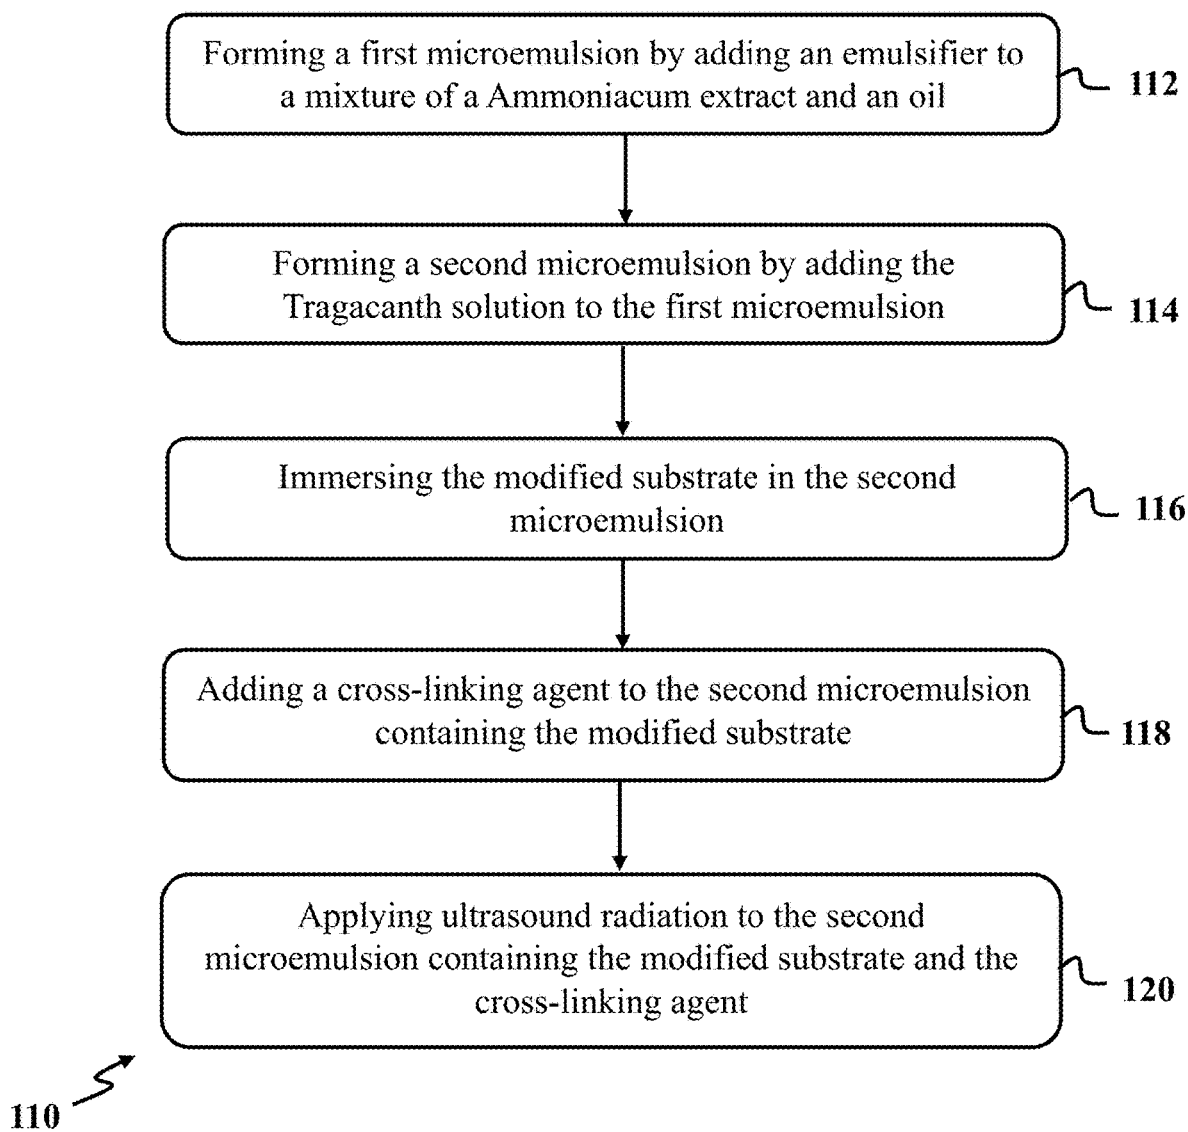 Forming a first microemulsion by adding an emulsifier to
a mixture of a Ammoniacum extract and an oil
112
Forming a second microemulsion by adding the
Tragacanth solution to the first microemulsion
114
Immersing the modified substrate in the second
microemulsion
116
Adding a cross-linking agent to the second microemulsion
containing the modified substrate
118
Applying ultrasound radiation to the second
microemulsion containing the modified substrate and the
cross-linking agent
120
110